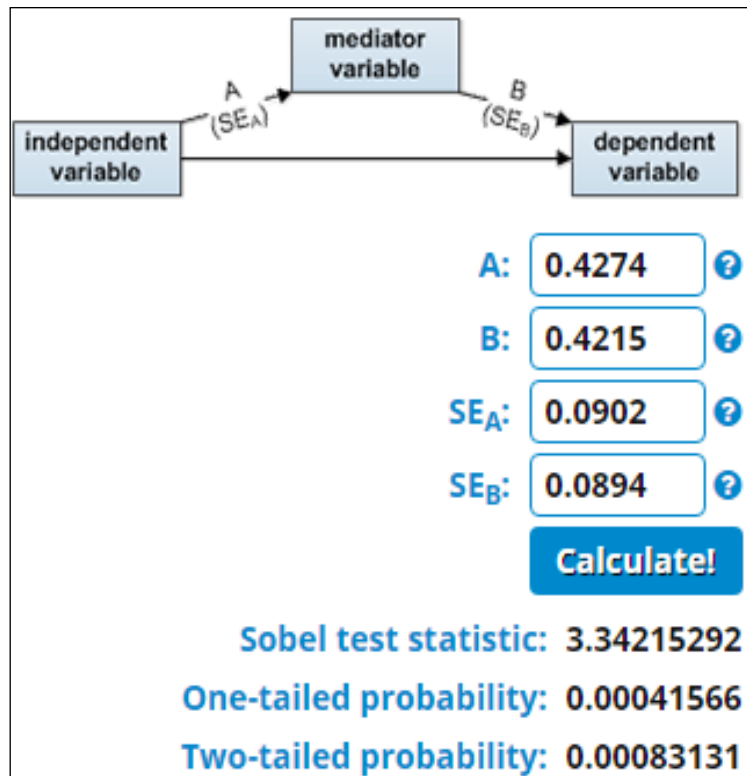 mediator
variable
A
(SEA)
B
(SEB)
independent
variable
dependent
variable
A: 0.4274 ?
B: 0.4215 ?
SEA: 0.0902 ?
SEB: 0.0894 ?
Calculate!
Sobel test statistic: 3.34215292
One-tailed probability: 0.00041566
Two-tailed probability: 0.00083131